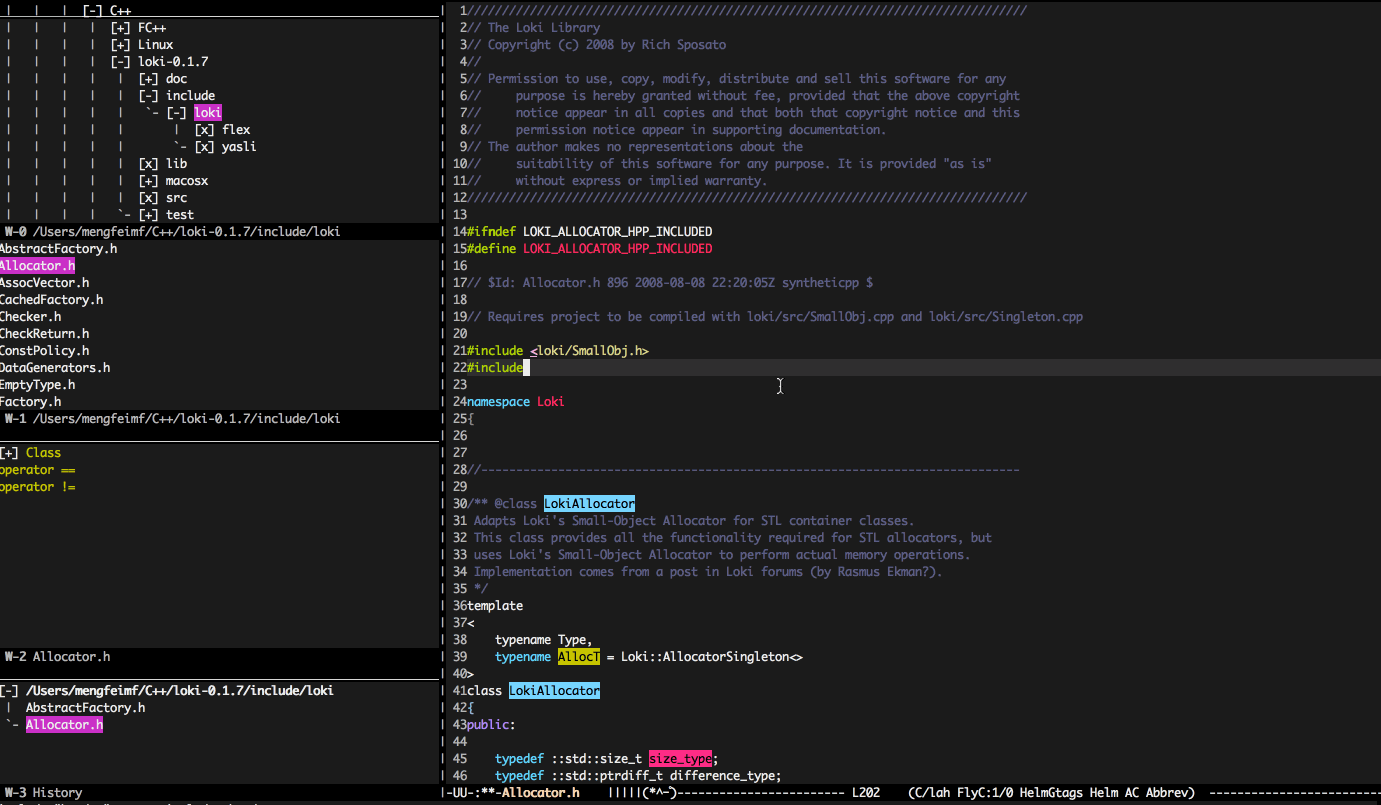 [-] C++
[+] FC++
[+] Linux
[-] loki-0.1.7
[+] doc
[-] include
`- [-] loki
[x] flex
`- [x] yasli
[x] lib
[+] macosx
[x] src
`- [+] test
W-0 /Users/mengfeimf/C++/loki-0.1.7/include/loki
AbstractFactory.h
Allocator.h
AssocVector.h
CachedFactory.h
Checker.h
CheckReturn.h
ConstPolicy.h
DataGenerators.h
EmptyType.h
Factory.h
W-1 /Users/mengfeimf/C++/loki-0.1.7/include/loki
[+] Class
operator ==
operator !=
W-2 Allocator.h
[-] /Users/mengfeimf/C++/loki-0.1.7/include/loki
| AbstractFactory.h
`- Allocator.h
W-3 History
1////////////////////////////////////////////////////////////////////////////////
2// The Loki Library
3// Copyright (c) 2008 by Rich Sposato
4//
5// Permission to use, copy, modify, distribute and sell this software for any
6//     purpose is hereby granted without fee, provided that the above copyright
7//     notice appear in all copies and that both that copyright notice and this
8//     permission notice appear in supporting documentation.
9// The author makes no representations about the
10//     suitability of this software for any purpose. It is provided "as is"
11//     without express or implied warranty.
12////////////////////////////////////////////////////////////////////////////////
13
14#ifndef LOKI_ALLOCATOR_HPP_INCLUDED
15#define LOKI_ALLOCATOR_HPP_INCLUDED
16
17// $Id: Allocator.h 896 2008-08-08 22:20:05Z syntheticpp $
18
19// Requires project to be compiled with loki/src/SmallObj.cpp and loki/src/Singleton.cpp
20
21#include <loki/SmallObj.h>
22#include
23
24namespace Loki
25{
26
27
28//-----------------------------------------------------------------------------
29
30/** @class LokiAllocator
31 Adapts Loki's Small-Object Allocator for STL container classes.
32 This class provides all the functionality required for STL allocators, but
33 uses Loki's Small-Object Allocator to perform actual memory operations.
34 Implementation comes from a post in Loki forums (by Rasmus Ekman?).
35 */
36template
37<
38    typename Type,
39    typename AllocT = Loki::AllocatorSingleton<>
40>
41class LokiAllocator
42{
43public:
44
45    typedef ::std::size_t size_type;
46    typedef ::std::ptrdiff_t difference_type;
-UU-:**-Allocator.h    |||||(*^-゚)------------------------ L202    (C/lah FlyC:1/0 HelmGtags Helm AC Abbrev)  -------------------------